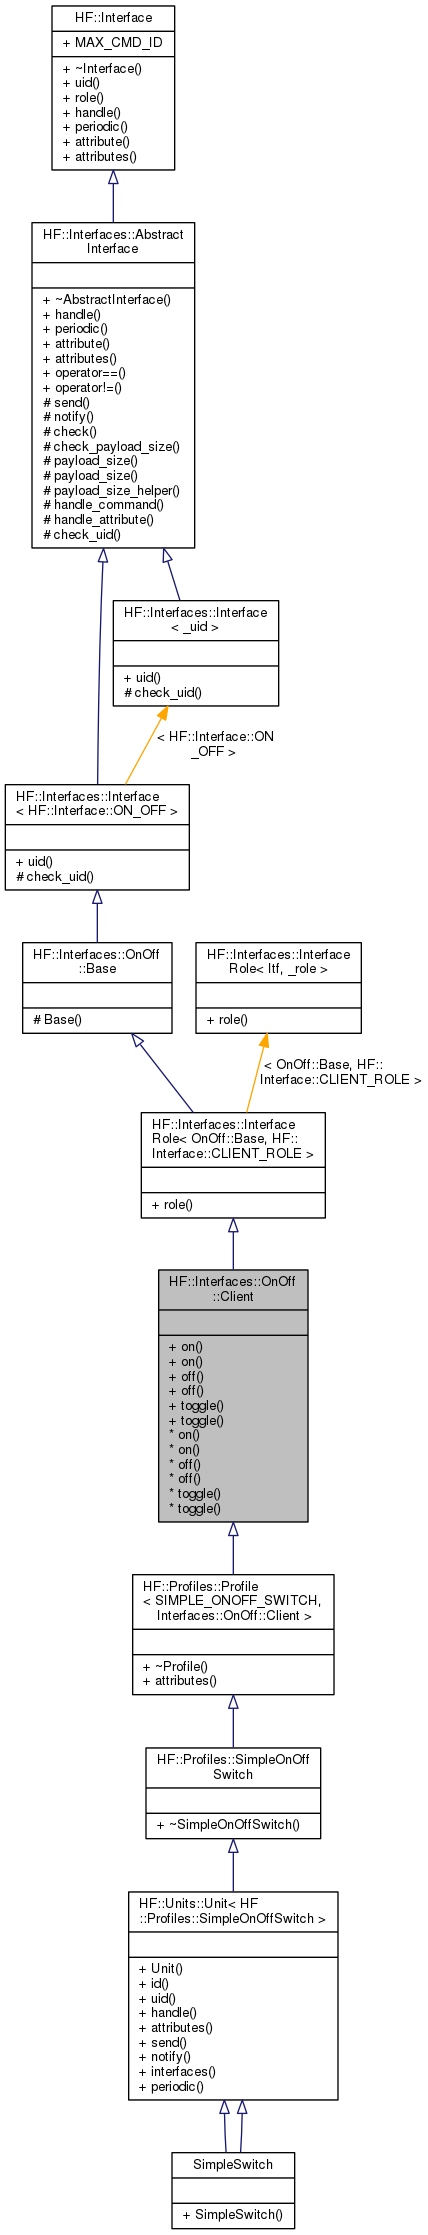 HF::Interface
+ MAX_CMD_ID
+ ~Interface()
+ uid()
+ role()
+ handle()
+ periodic()
+ attribute()
+ attributes()
HF::Interfaces::Abstract
Interface
+ ~AbstractInterface()
+ handle()
+ periodic()
+ attribute()
+ attributes()
+ operator==()
+ operator!=()
# send()
# notify()
# check()
# check_payload_size()
# payload_size()
# payload_size()
# payload_size_helper()
# handle_command()
# handle_attribute()
# check_uid()
HF::Interfaces::Interface
< _uid >
+ uid()
# check_uid()
< HF::Interface::ON
_OFF >
HF::Interfaces::Interface
< HF::Interface::ON_OFF >
+ uid()
# check_uid()
HF::Interfaces::OnOff
::Base
# Base()
HF::Interfaces::Interface
Role< Itf, _role >
+ role()
< OnOff::Base, HF::
Interface::CLIENT_ROLE >
HF::Interfaces::Interface
Role< OnOff::Base, HF::
Interface::CLIENT_ROLE >
+ role()
HF::Interfaces::OnOff
::Client
+ on()
+ on()
+ off()
+ off()
+ toggle()
+ toggle()
* on()
* on()
* off()
* off()
* toggle()
* toggle()
HF::Profiles::Profile
< SIMPLE_ONOFF_SWITCH,
Interfaces::OnOff::Client >
+ ~Profile()
+ attributes()
HF::Profiles::SimpleOnOff
Switch
+ ~SimpleOnOffSwitch()
HF::Units::Unit< HF
::Profiles::SimpleOnOffSwitch >
+ Unit()
+ id()
+ uid()
+ handle()
+ attributes()
+ send()
+ notify()
+ interfaces()
+ periodic()
SimpleSwitch
+ SimpleSwitch()